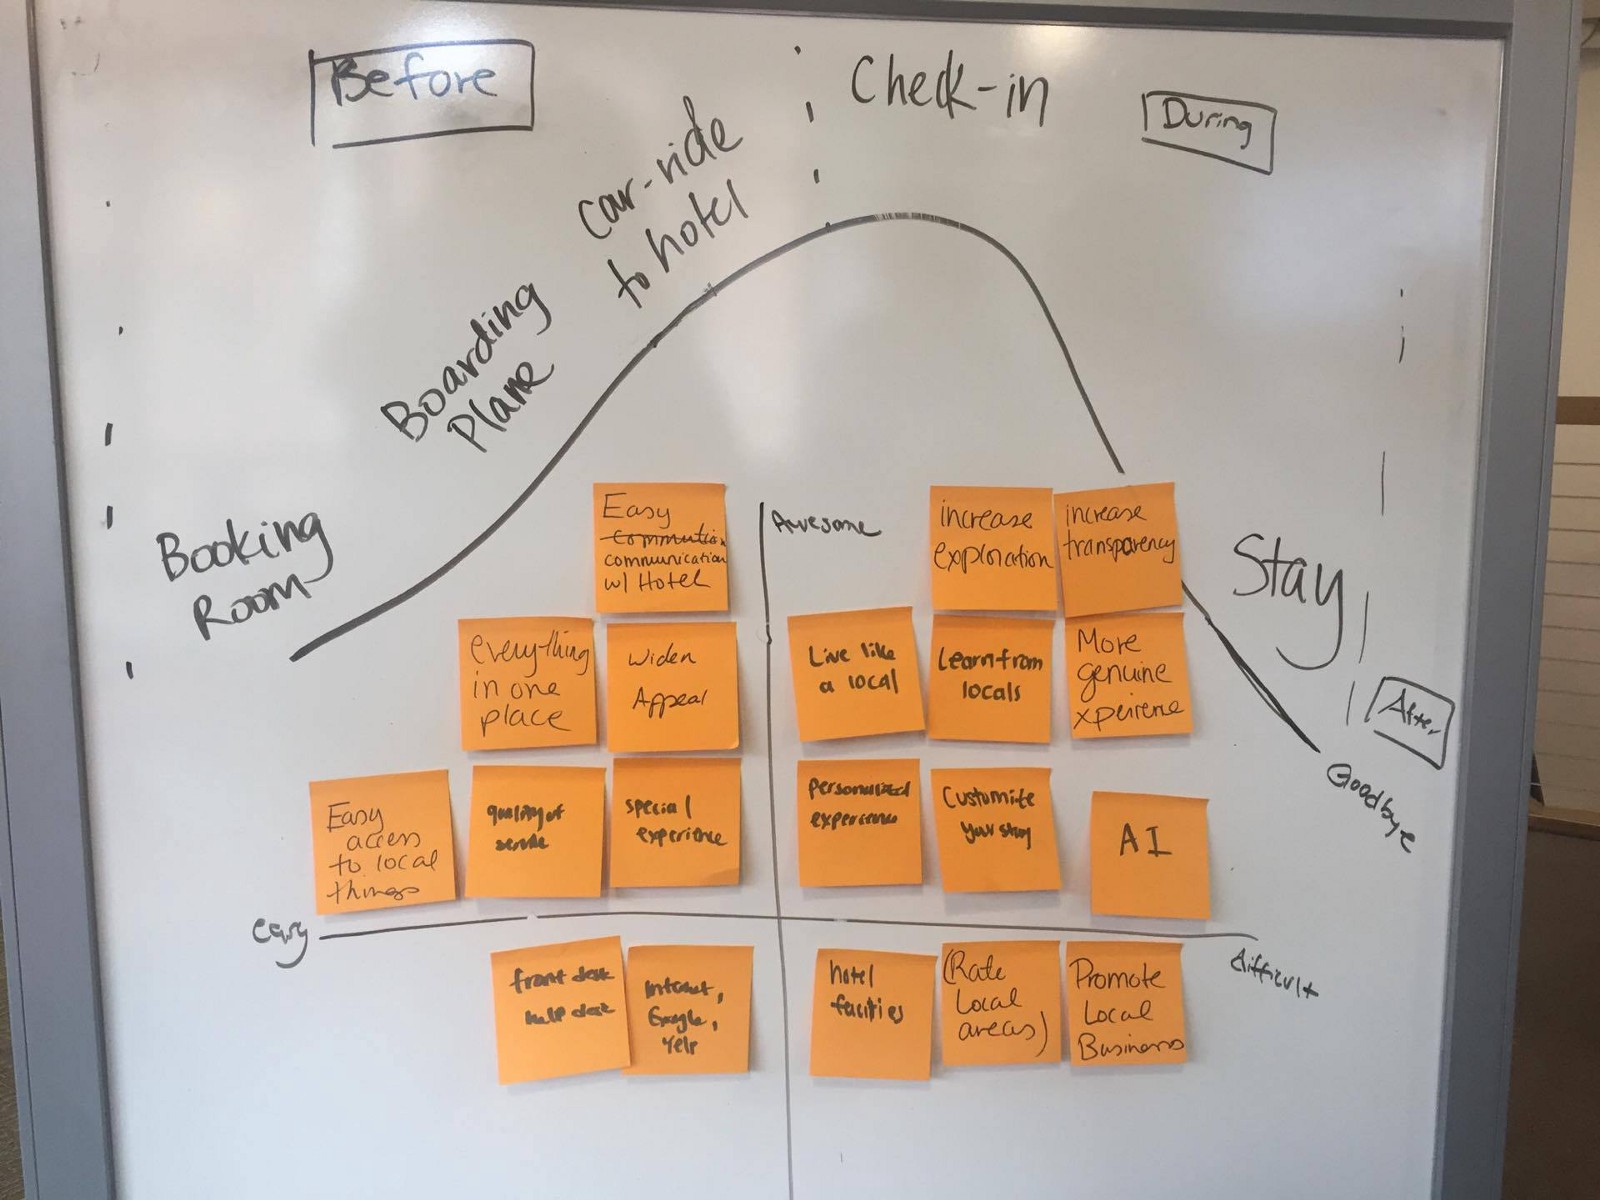 Before
Check-in
During
car-ride
to hotel
Boarding
Plane
Booking
Room
Stay
After
Goodbye
Awesome
easy
difficult
Easy
communication
w/ Hotel
increase
exploration
increase
transparency
everything
in one
place
Widen
Appeal
Live like
a local
Learn from
locals
More
genuine
xperience
Easy
access
to local
things
quality of
service
special
experience
personalized
experience
Customize
your stay
AI
front desk
help desk
Internet,
Google,
Yelp
hotel
facilities
(Rate
Local
areas)
Promote
Local
Business